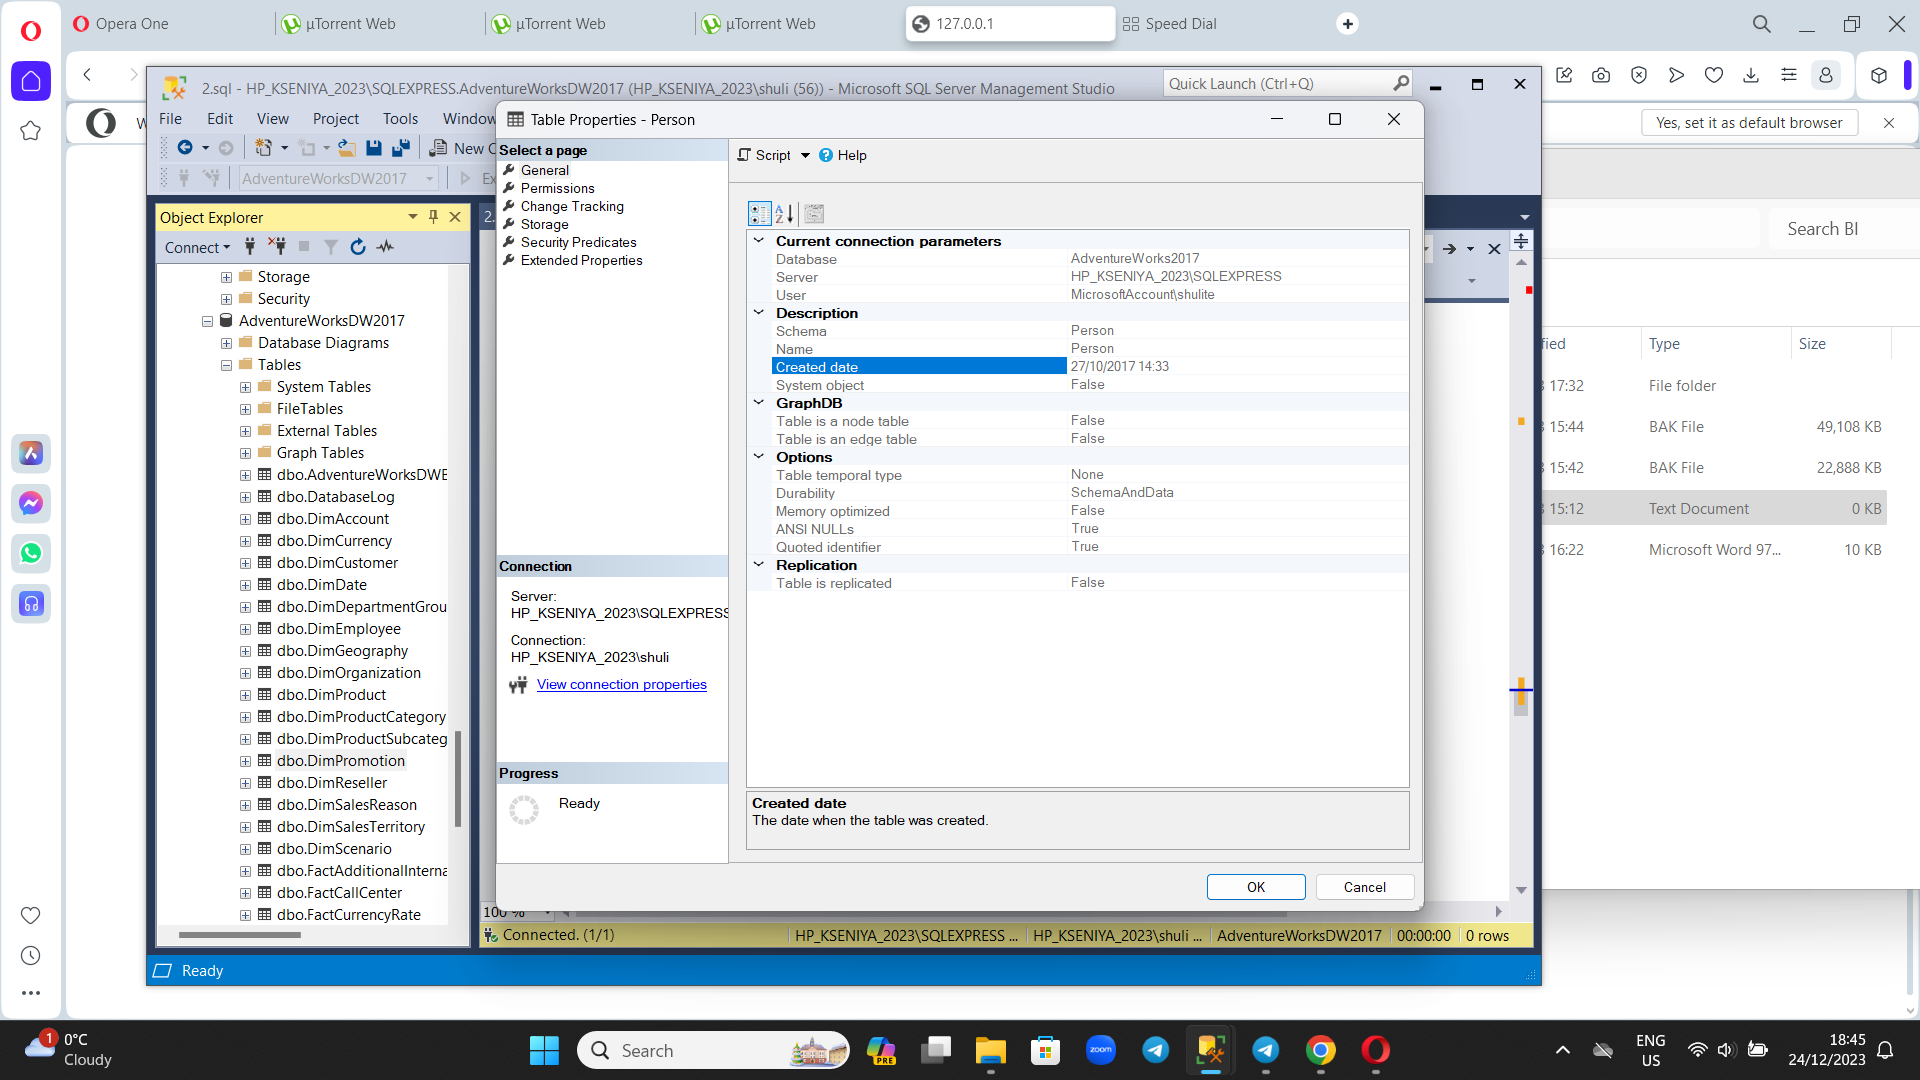 Opera One
µTorrent Web
µTorrent Web
µTorrent Web
127.0.0.1
Speed Dial
2.sql - HP_KSENIYA_2023\SQLEXPRESS.AdventureWorksDW2017 (HP_KSENIYA_2023\shuli (56)) - Microsoft SQL Server Management Studio
Quick Launch (Ctrl+Q)
Yes, set it as default browser
File Edit View Project Tools Window
New
AdventureWorksDW2017
Object Explorer
Connect
Storage
Security
AdventureWorksDW2017
Database Diagrams
Tables
System Tables
FileTables
External Tables
Graph Tables
dbo.AdventureWorksDWB
dbo.DatabaseLog
dbo.DimAccount
dbo.DimCurrency
dbo.DimCustomer
dbo.DimDate
dbo.DimDepartmentGrou
dbo.DimEmployee
dbo.DimGeography
dbo.DimOrganization
dbo.DimProduct
dbo.DimProductCategory
dbo.DimProductSubcateg
dbo.DimPromotion
dbo.DimReseller
dbo.DimSalesReason
dbo.DimSalesTerritory
dbo.DimScenario
dbo.FactAdditionalInterna
dbo.FactCallCenter
dbo.FactCurrencyRate
Table Properties - Person
Select a page
General
Permissions
Change Tracking
Storage
Security Predicates
Extended Properties
Connection
Server:
HP_KSENIYA_2023\SQLEXPRESS
Connection:
HP_KSENIYA_2023\shuli
View connection properties
Progress
Ready
Script Help
Current connection parameters
Database AdventureWorks2017
Server HP_KSENIYA_2023\SQLEXPRESS
User MicrosoftAccount\shulite
Description
Schema Person
Name Person
Created date 27/10/2017 14:33
System object False
GraphDB
Table is a node table False
Table is an edge table False
Options
Table temporal type None
Durability SchemaAndData
Memory optimized False
ANSI NULLs True
Quoted identifier True
Replication
Table is replicated False
Created date
The date when the table was created.
OK Cancel
100 %
Connected. (1/1) HP_KSENIYA_2023\SQLEXPRESS ... HP_KSENIYA_2023\shuli ... AdventureWorksDW2017 00:00:00 0 rows
Ready
Search BI
fied Type Size
17:32 File folder
15:44 BAK File 49,108 KB
15:42 BAK File 22,888 KB
15:12 Text Document 0 KB
16:22 Microsoft Word 97... 10 KB
1
0°C
Cloudy
Search
PRE
zoom
ENG
US
18:45
24/12/2023